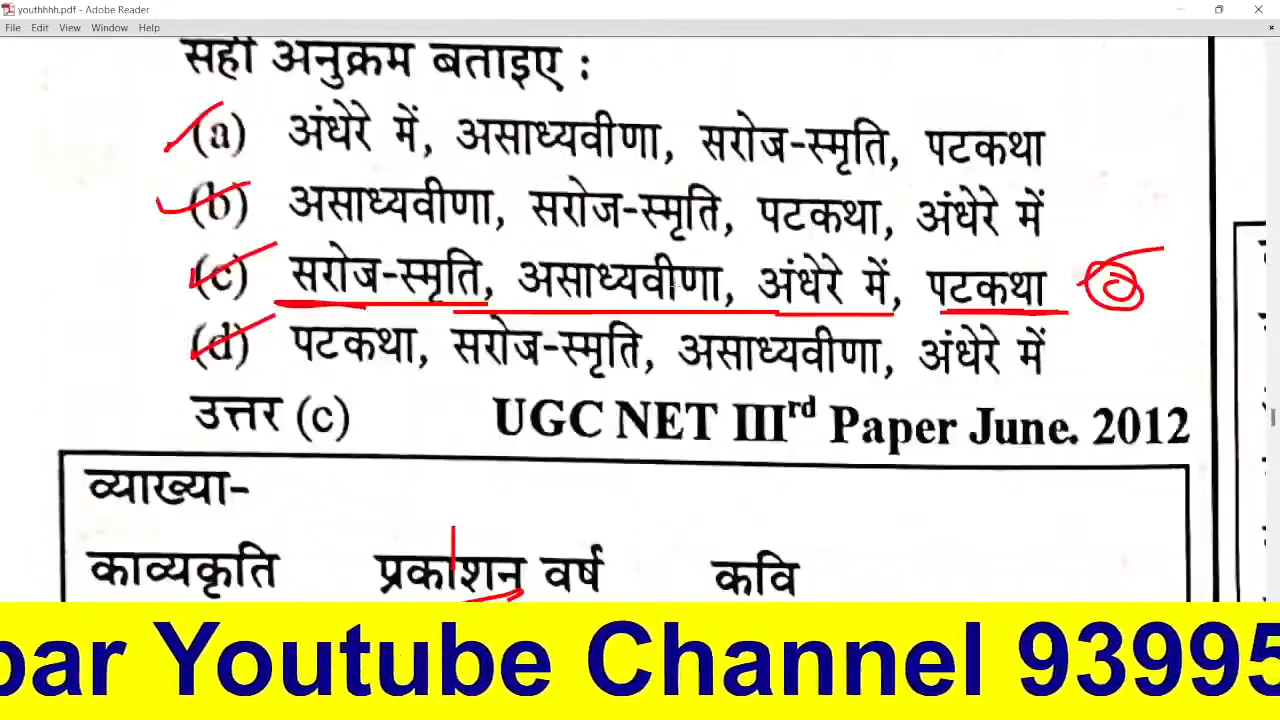 youthhhh.pdf - Adobe Reader
File Edit View Window Help
सही अनुक्रम बताइए :
(a) अंधेरे में, असाध्यवीणा, सरोज-स्मृति, पटकथा
(b) असाध्यवीणा, सरोज-स्मृति, पटकथा, अंधेरे में
(c) सरोज-स्मृति, असाध्यवीणा, अंधेरे में, पटकथा
(d) पटकथा, सरोज-स्मृति, असाध्यवीणा, अंधेरे में
उत्तर (c) UGC NET IIIrd Paper June. 2012
व्याख्या-
काव्यकृति प्रकाशन वर्ष कवि
par Youtube Channel 93995